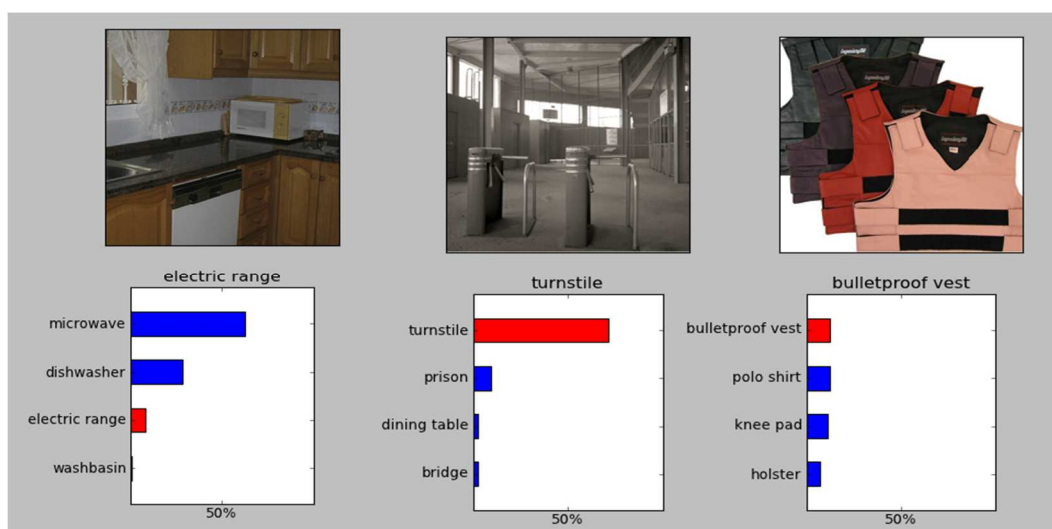 electric range
microwave
dishwasher
electric range
washbasin
50%
turnstile
turnstile
prison
dining table
bridge
50%
bulletproof vest
bulletproof vest
polo shirt
knee pad
holster
50%